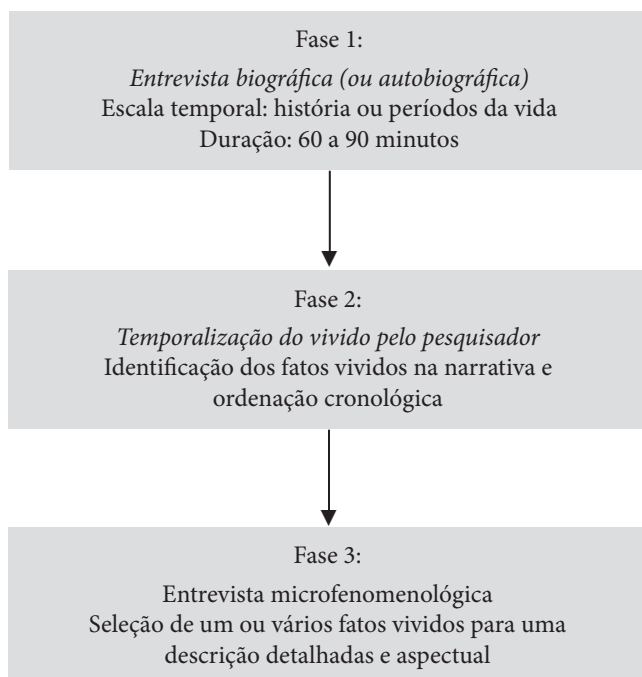 Fase 1:
Entrevista biográfica (ou autobiográfica)
Escala temporal: história ou períodos da vida
Duração: 60 a 90 minutos
Fase 2:
Temporalização do vivido pelo pesquisador
Identificação dos fatos vividos na narrativa e
ordenação cronológica
Fase 3:
Entrevista microfenomenológica
Seleção de um ou vários fatos vividos para uma
descrição detalhadas e aspectual